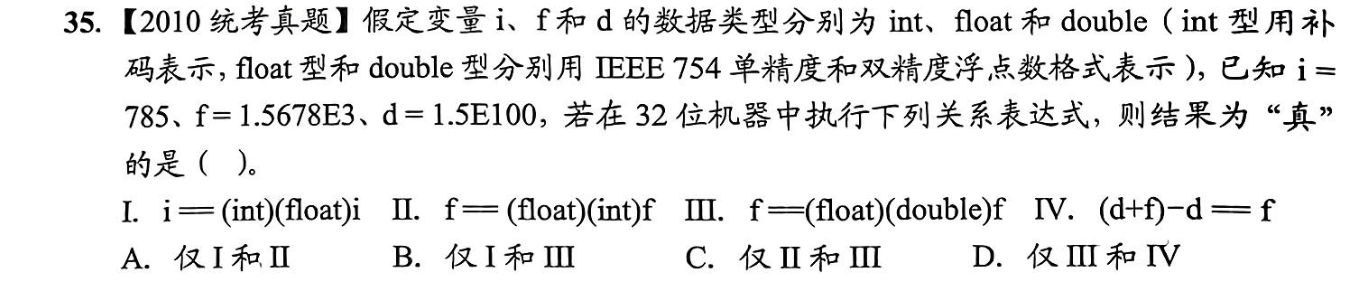 35. 【2010 统考真题】假定变量 i、f 和 d 的数据类型分别为 int、float 和 double（int 型用补
码表示, float 型和 double 型分别用 IEEE 754 单精度和双精度浮点数格式表示），已知 i =
785、f = 1.5678E3、d = 1.5E100，若在 32 位机器中执行下列关系表达式，则结果为“真”
的是（ ）。
I. i == (int)(float)i II. f == (float)(int)f III. f==(float)(double)f IV. (d+f)-d == f
A. 仅 I 和 II B. 仅 I 和 III C. 仅 II 和 III D. 仅 III 和 IV